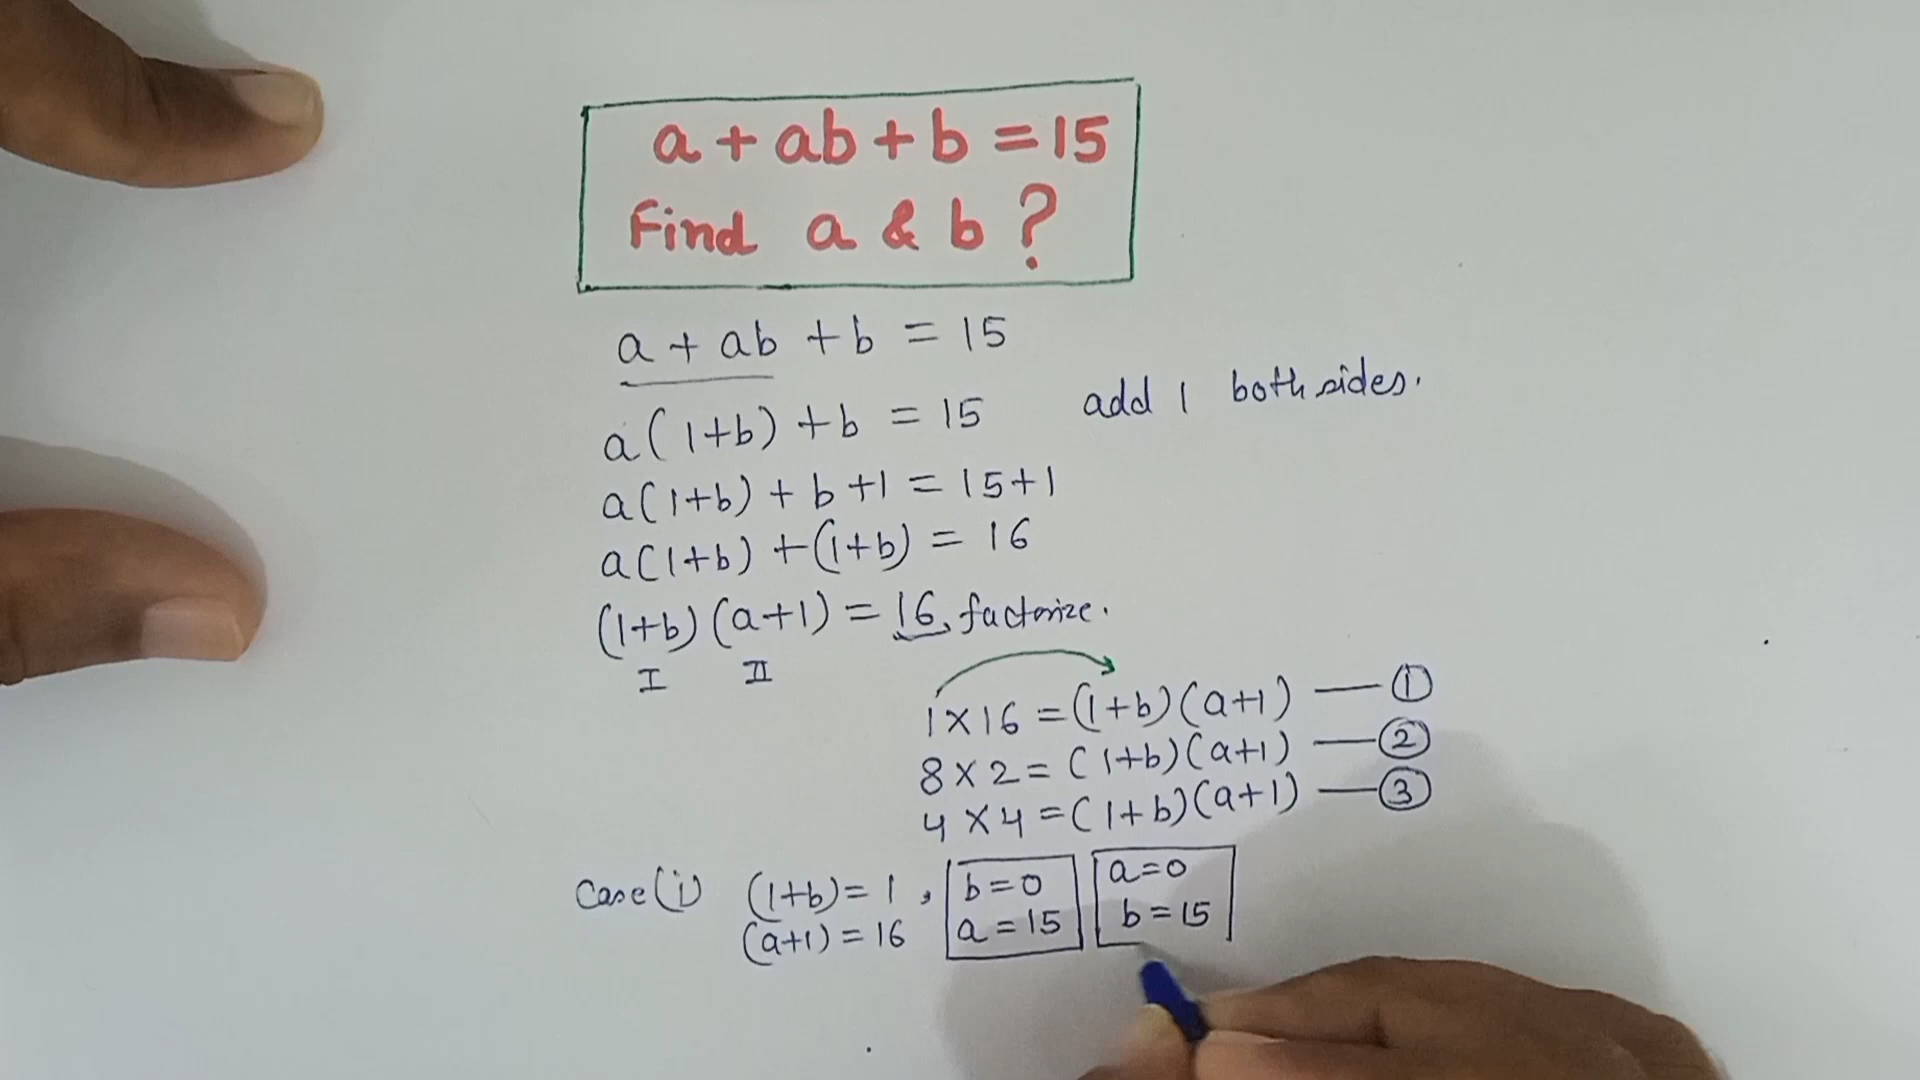 a + ab + b = 15
Find a & b ?
a + ab + b = 15
a(1+b) + b = 15 add 1 both sides.
a(1+b) + b + 1 = 15+1
a(1+b) + (1+b) = 16
(1+b) (a+1) = 16, factorize.
I II
1 × 16 = (1+b)(a+1) — ①
8 × 2 = (1+b)(a+1) — ②
4 × 4 = (1+b)(a+1) — ③
Case (i) (1+b) = 1 , b = 0 a = 0
(a+1) = 16 a = 15 b = 15